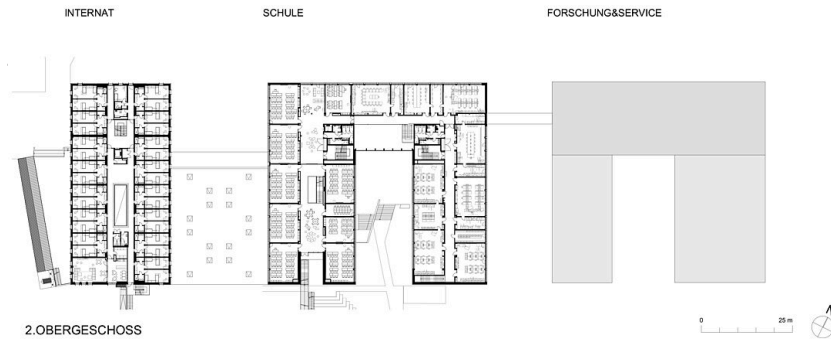 INTERNAT
SCHULE
FORSCHUNG&SERVICE
0 25 m
N
2.OBERGESCHOSS